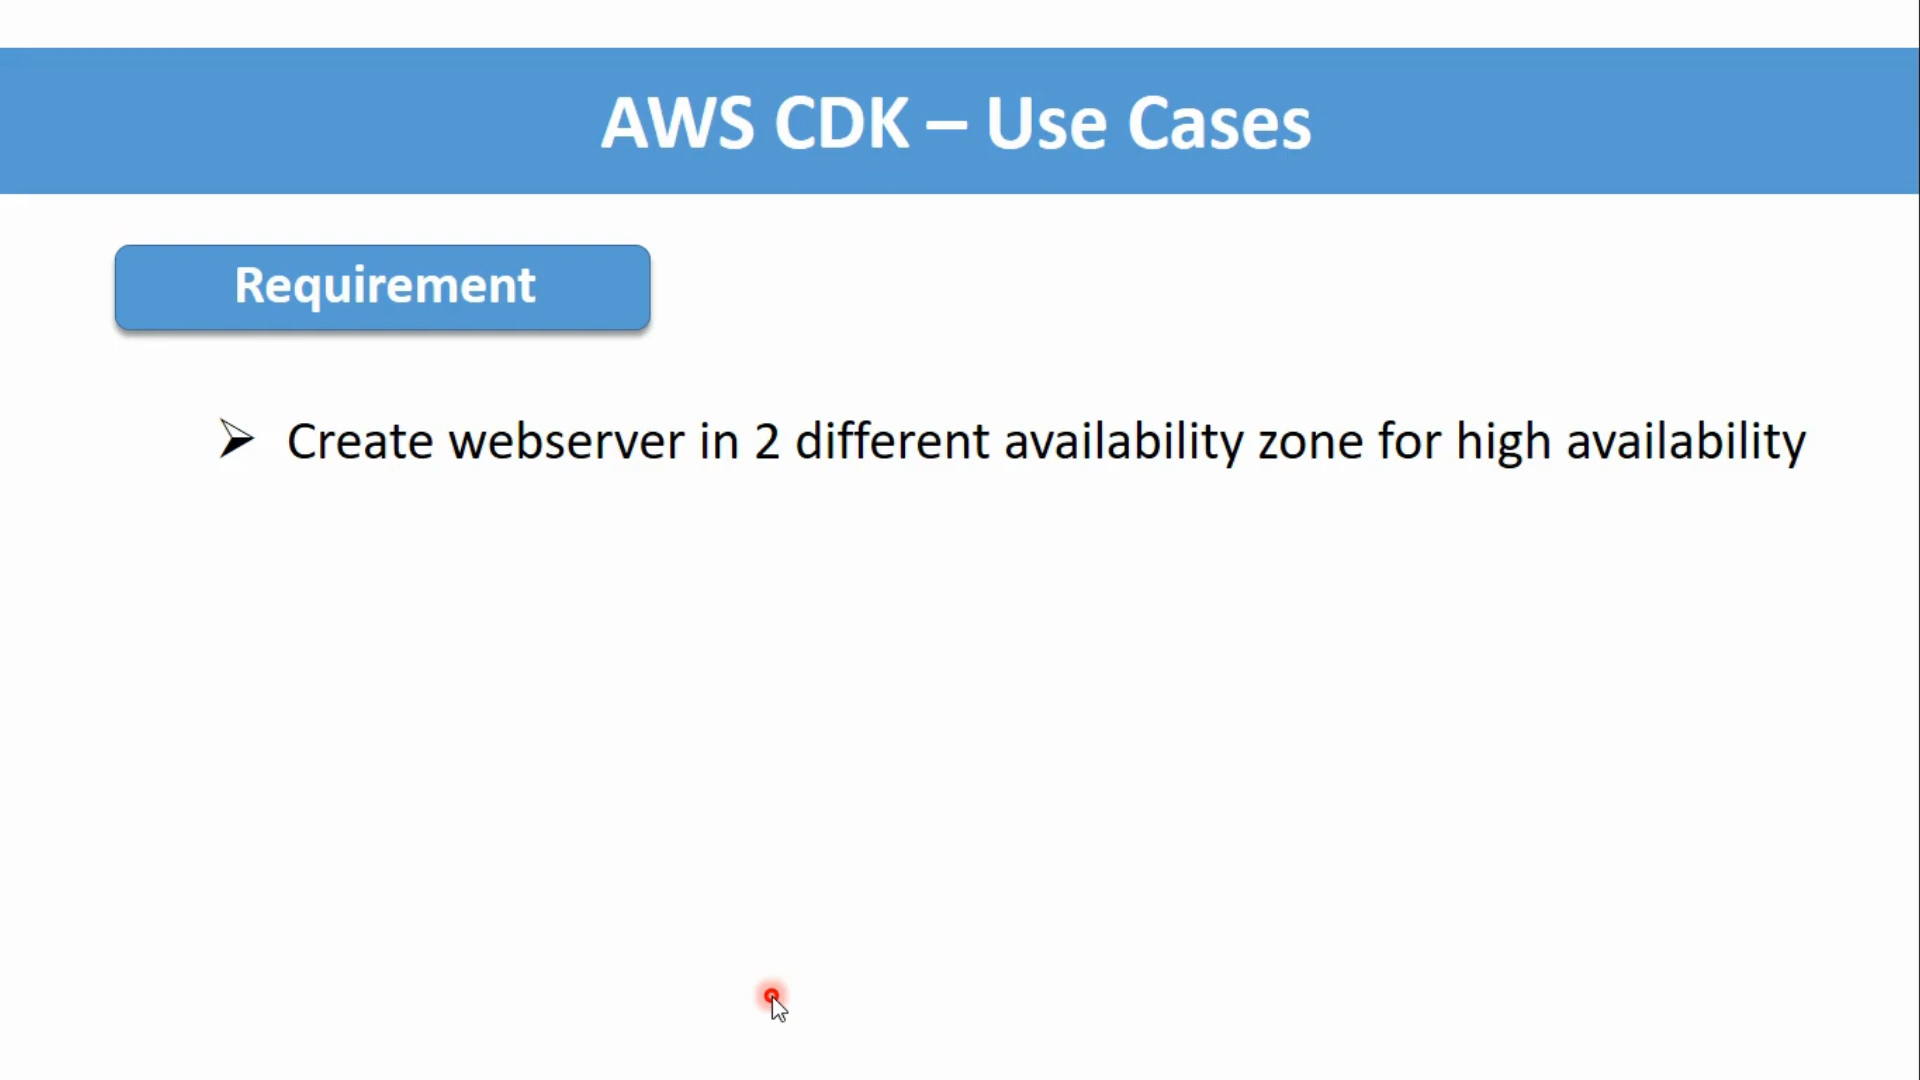 AWS CDK – Use Cases
Requirement
➢ Create webserver in 2 different availability zone for high availability